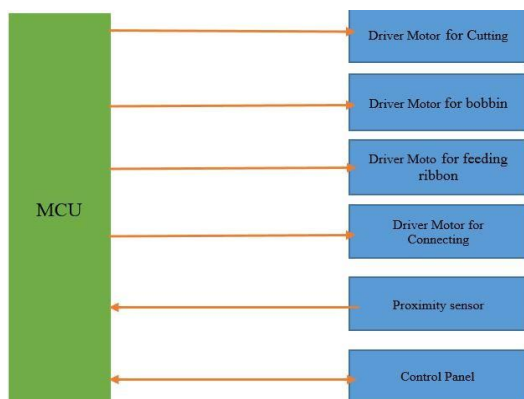 Driver Motor for Cutting
Driver Motor for bobbin
Driver Moto for feeding
ribbon
MCU
Driver Motor for
Connecting
Proximity sensor
Control Panel